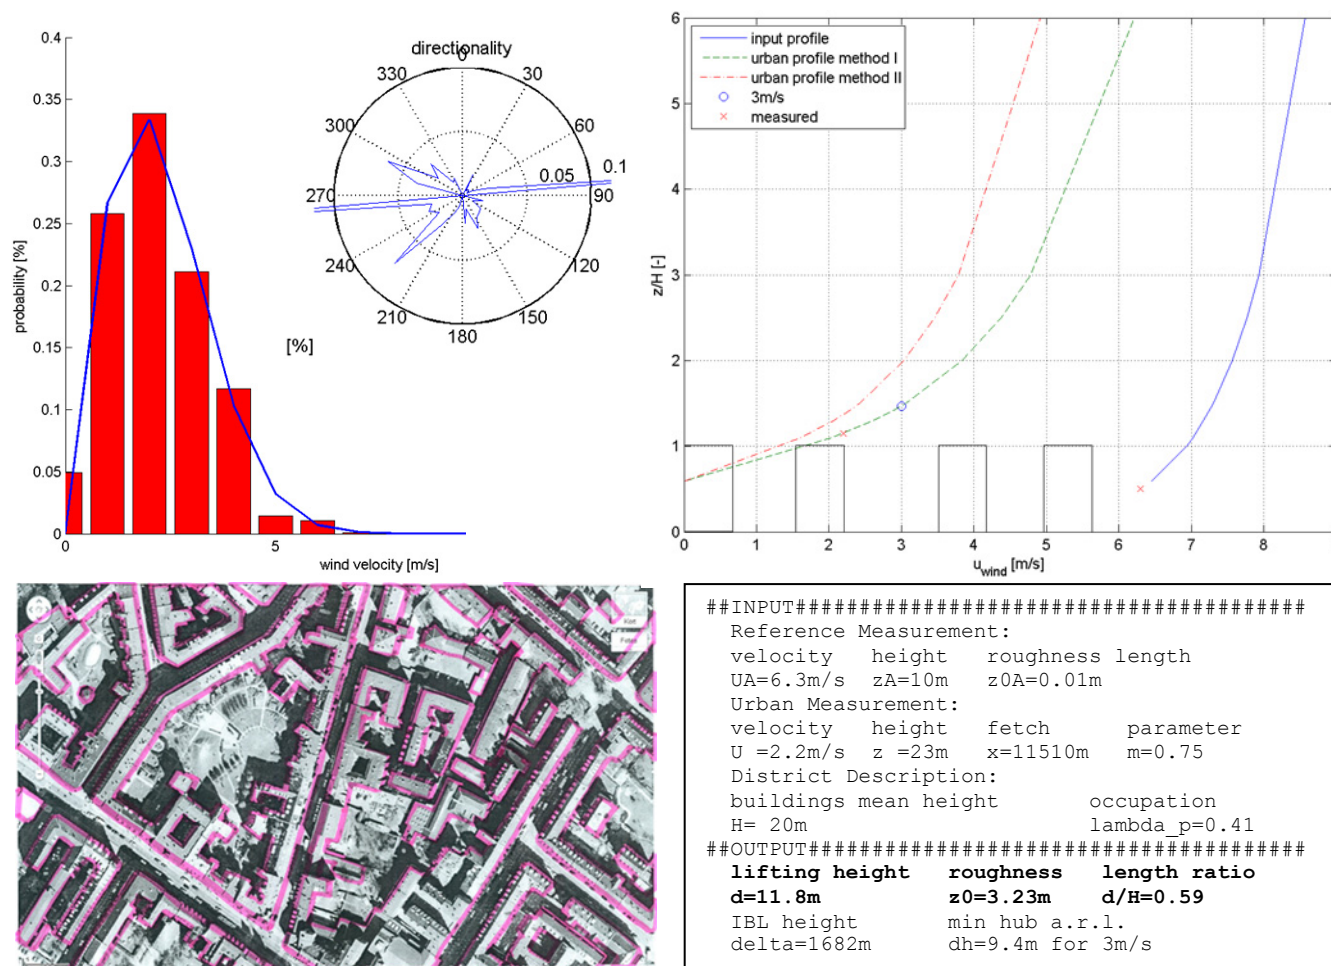 0.4
0.35
0.3
0.25
0.2
0.15
0.1
0.05
0
probability [%]
0
5
wind velocity [m/s]
directionality
0
30
60
90
120
150
180
210
240
270
300
330
0.05
0.1
[%]
6
5
4
3
2
1
0
z/H [-]
input profile
urban profile method I
urban profile method II
3m/s
measured
0 1 2 3 4 5 6 7 8
u_wind [m/s]
##INPUT########################################
Reference Measurement:
velocity height roughness length
UA=6.3m/s zA=10m z0A=0.01m
Urban Measurement:
velocity height fetch parameter
U =2.2m/s z =23m x=11510m m=0.75
District Description:
buildings mean height occupation
H= 20m lambda_p=0.41
##OUTPUT#######################################
lifting height roughness length ratio
d=11.8m z0=3.23m d/H=0.59
IBL height min hub a.r.l.
delta=1682m dh=9.4m for 3m/s